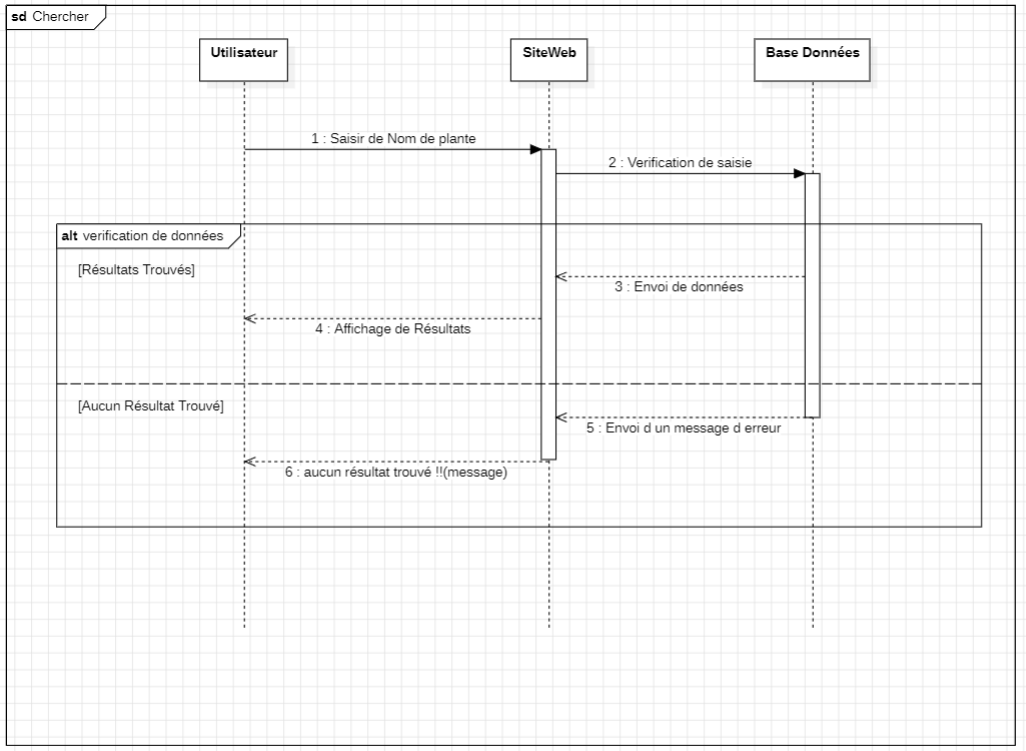 sd Chercher
Utilisateur
SiteWeb
Base Données
1 : Saisir de Nom de plante
2 : Verification de saisie
alt verification de données
[Résultats Trouvés]
3 : Envoi de données
4 : Affichage de Résultats
[Aucun Résultat Trouvé]
5 : Envoi d un message d erreur
6 : aucun résultat trouvé !!(message)